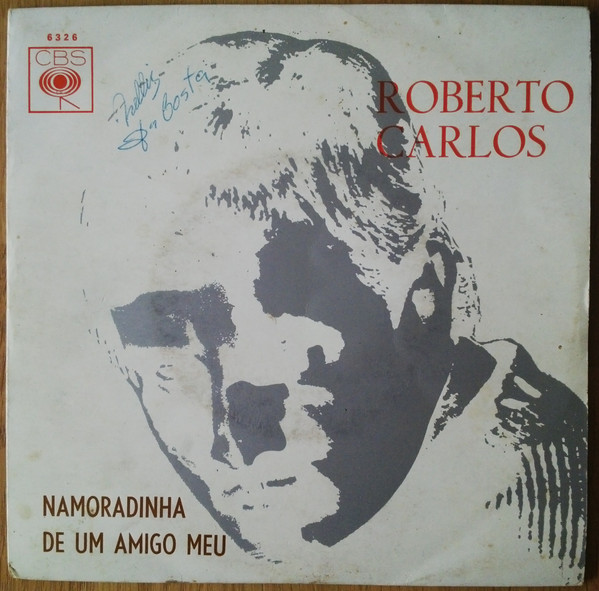 6326
CBS
ROBERTO
CARLOS
NAMORADINHA
DE UM AMIGO MEU